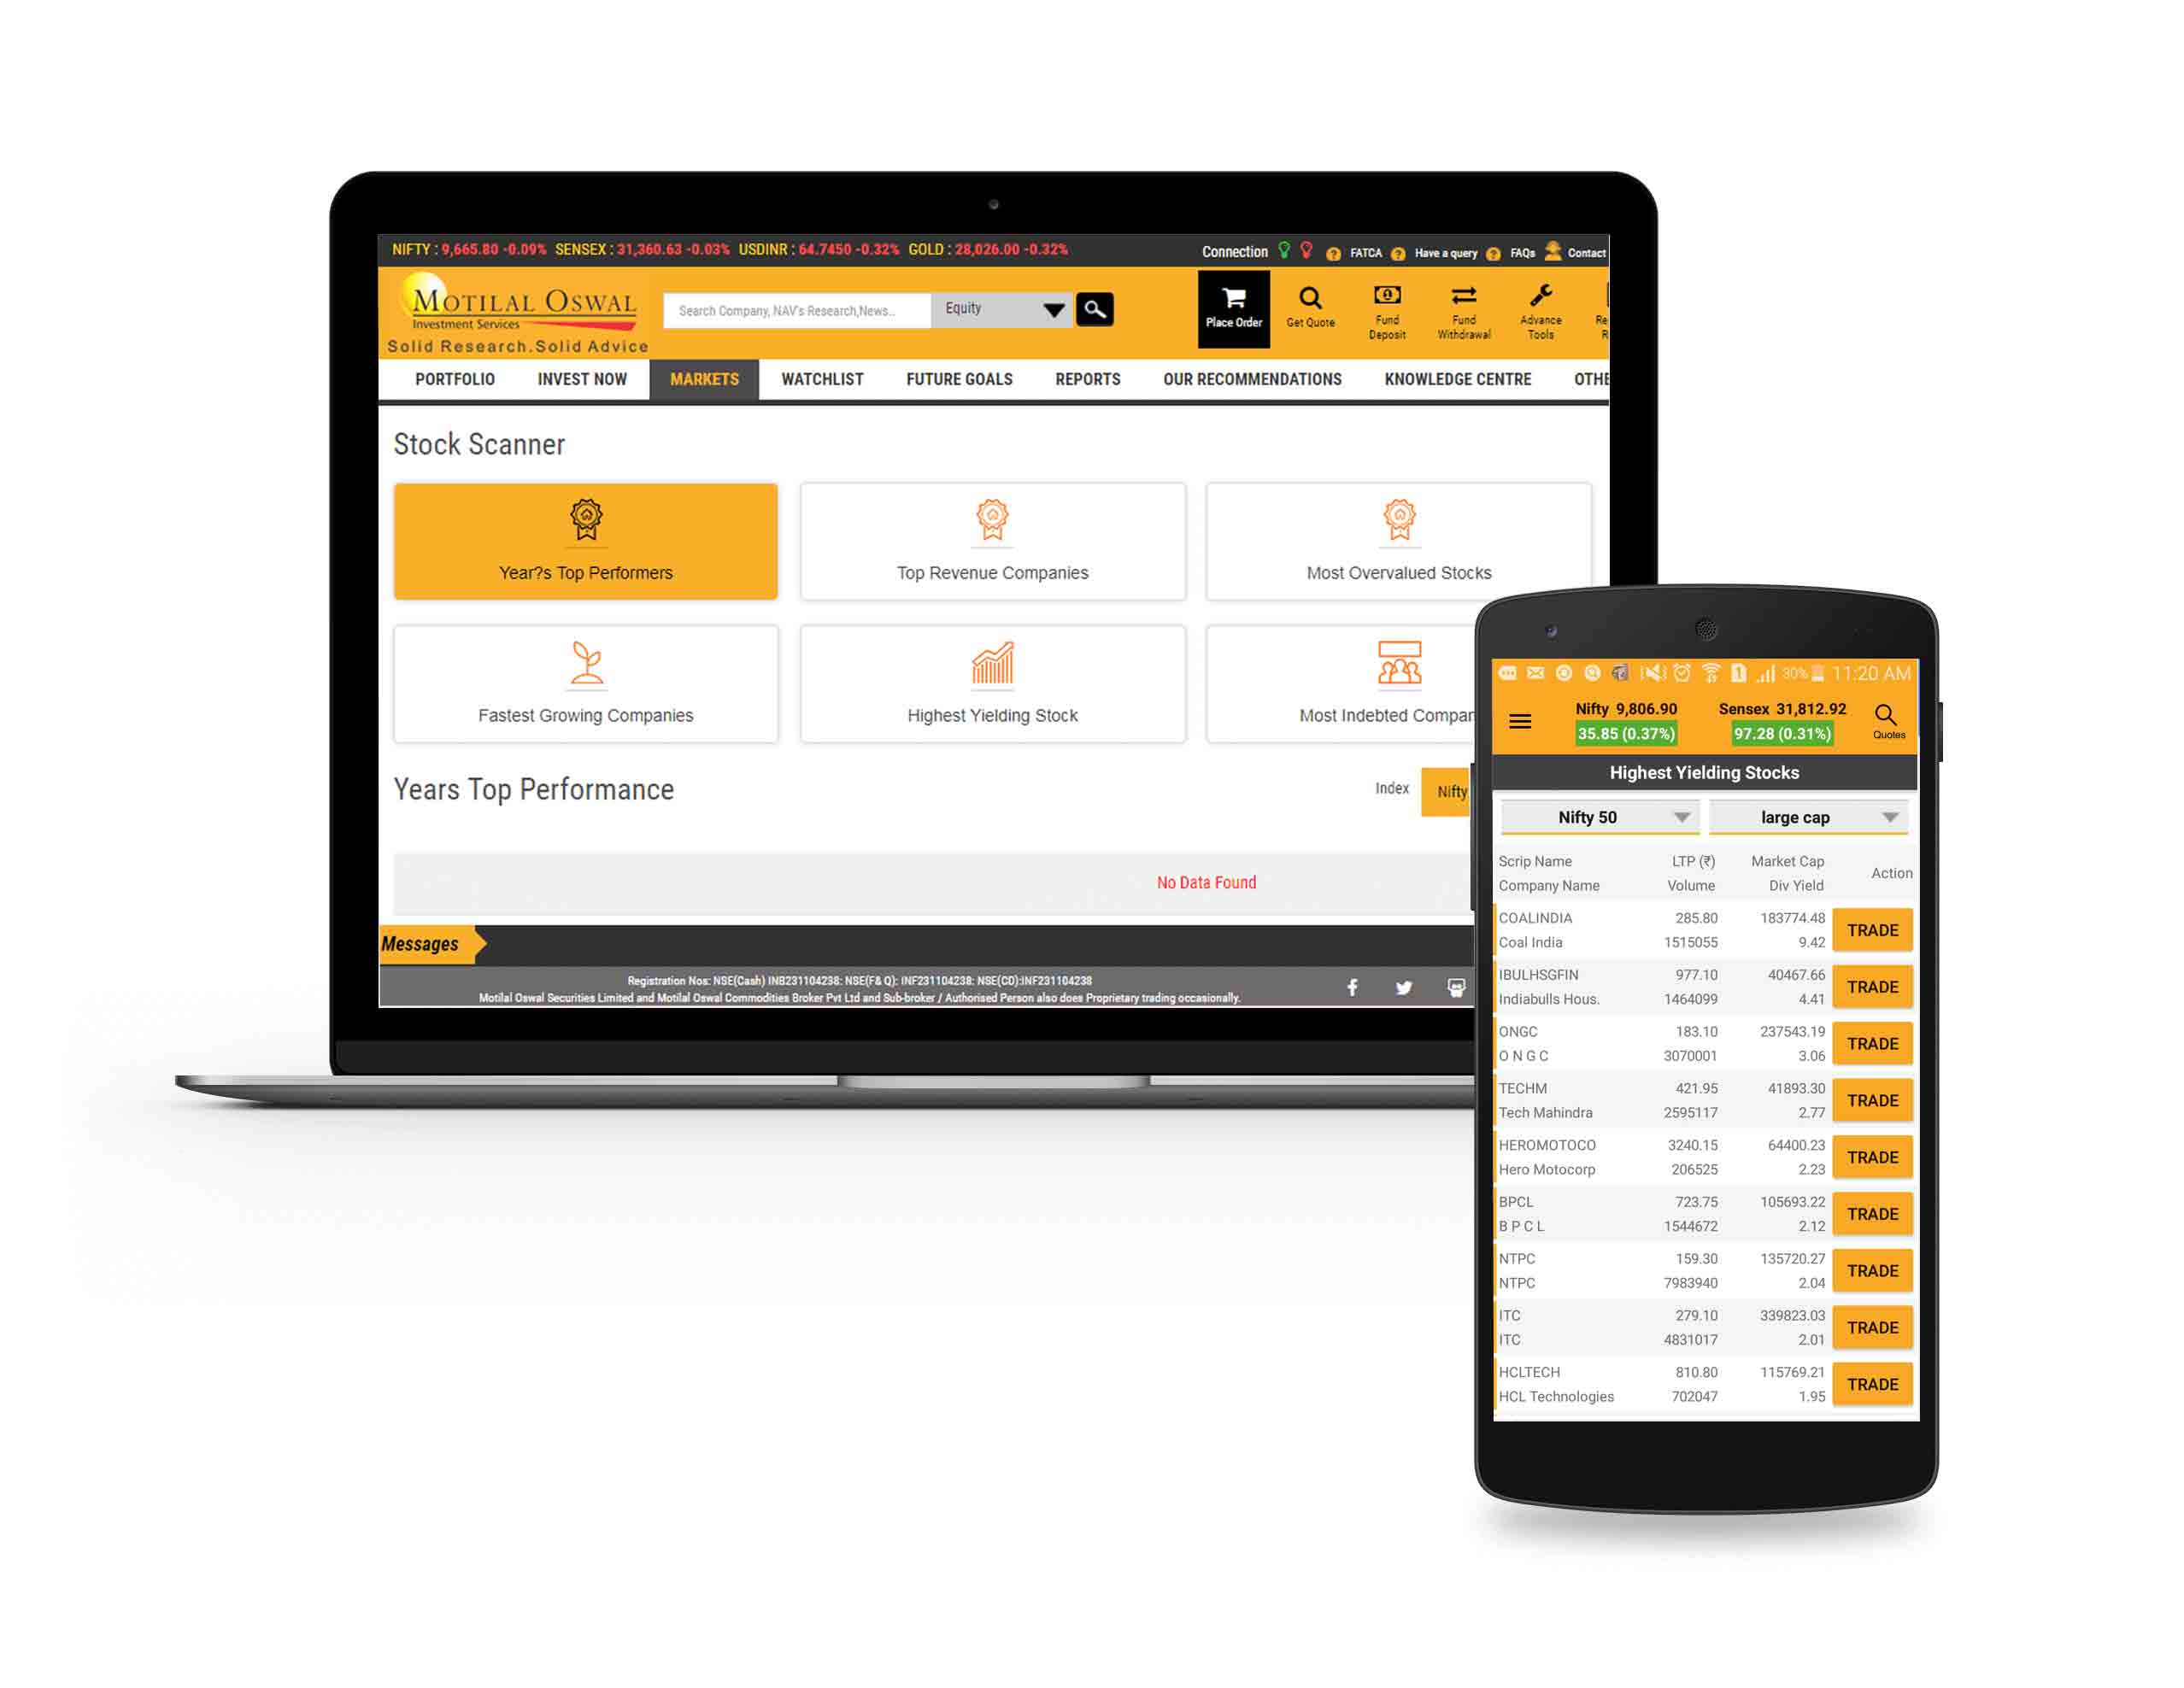 NIFTY : 9,665.80 -0.09% SENSEX : 31,360.63 -0.03% USDINR : 64.7450 -0.32% GOLD : 28,026.00 -0.32%
Connection FATCA Have a query FAQs Contact
MOTILAL OSWAL
Investment Services
Solid Research.Solid Advice
Search Company, NAV's Research,News..
Equity
Place Order
Get Quote
Fund
Deposit
Fund
Withdrawal
Advance
Tools
Re
R
PORTFOLIO INVEST NOW MARKETS WATCHLIST FUTURE GOALS REPORTS OUR RECOMMENDATIONS KNOWLEDGE CENTRE OTHE
Stock Scanner
Year?s Top Performers
Top Revenue Companies
Most Overvalued Stocks
Fastest Growing Companies
Highest Yielding Stock
Most Indebted Compar
Years Top Performance
Index Nifty
No Data Found
Messages
Registration Nos: NSE(Cash) INB231104238: NSE(F& O): INF231104238: NSE(CD):INF231104238
Motilal Oswal Securities Limited and Motilal Oswal Commodities Broker Pvt Ltd and Sub-broker / Authorised Person also does Proprietary trading occasionally.
1 30% 11:20 AM
Nifty 9,806.90 Sensex 31,812.92
35.85 (0.37%) 97.28 (0.31%)
Quotes
Highest Yielding Stocks
Nifty 50 large cap
Scrip Name LTP (₹) Market Cap
Action
Company Name Volume Div Yield
COALINDIA 285.80 183774.48
TRADE
Coal India 1515055 9.42
IBULHSGFIN 977.10 40467.66
TRADE
Indiabulls Hous. 1464099 4.41
ONGC 183.10 237543.19
TRADE
O N G C 3070001 3.06
TECHM 421.95 41893.30
TRADE
Tech Mahindra 2595117 2.77
HEROMOTOCO 3240.15 64400.23
TRADE
Hero Motocorp 206525 2.23
BPCL 723.75 105693.22
TRADE
B P C L 1544672 2.12
NTPC 159.30 135720.27
TRADE
NTPC 7983940 2.04
ITC 279.10 339823.03
TRADE
ITC 4831017 2.01
HCLTECH 810.80 115769.21
TRADE
HCL Technologies 702047 1.95